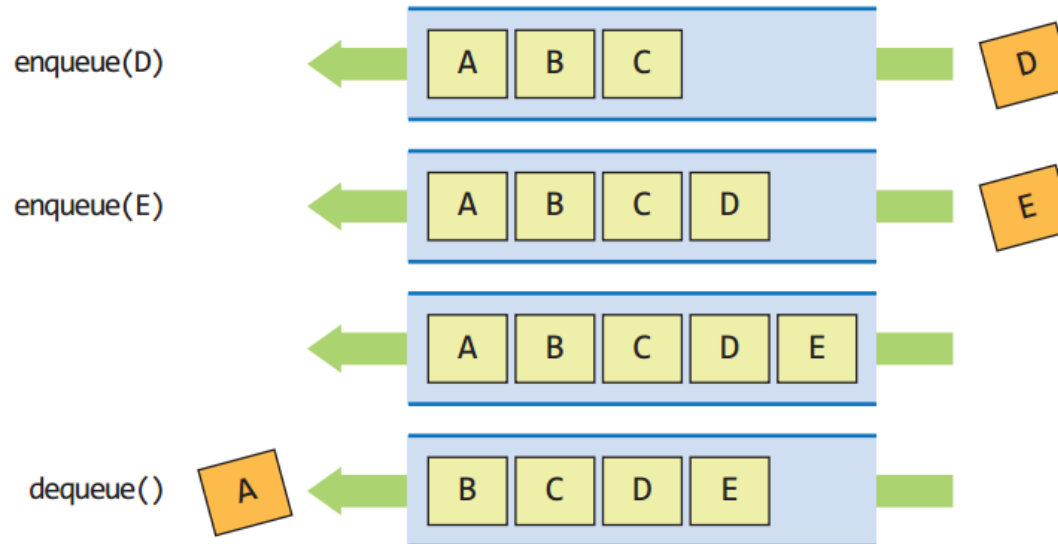 enqueue(D) A B C D
enqueue(E) A B C D E
A B C D E
dequeue() A B C D E